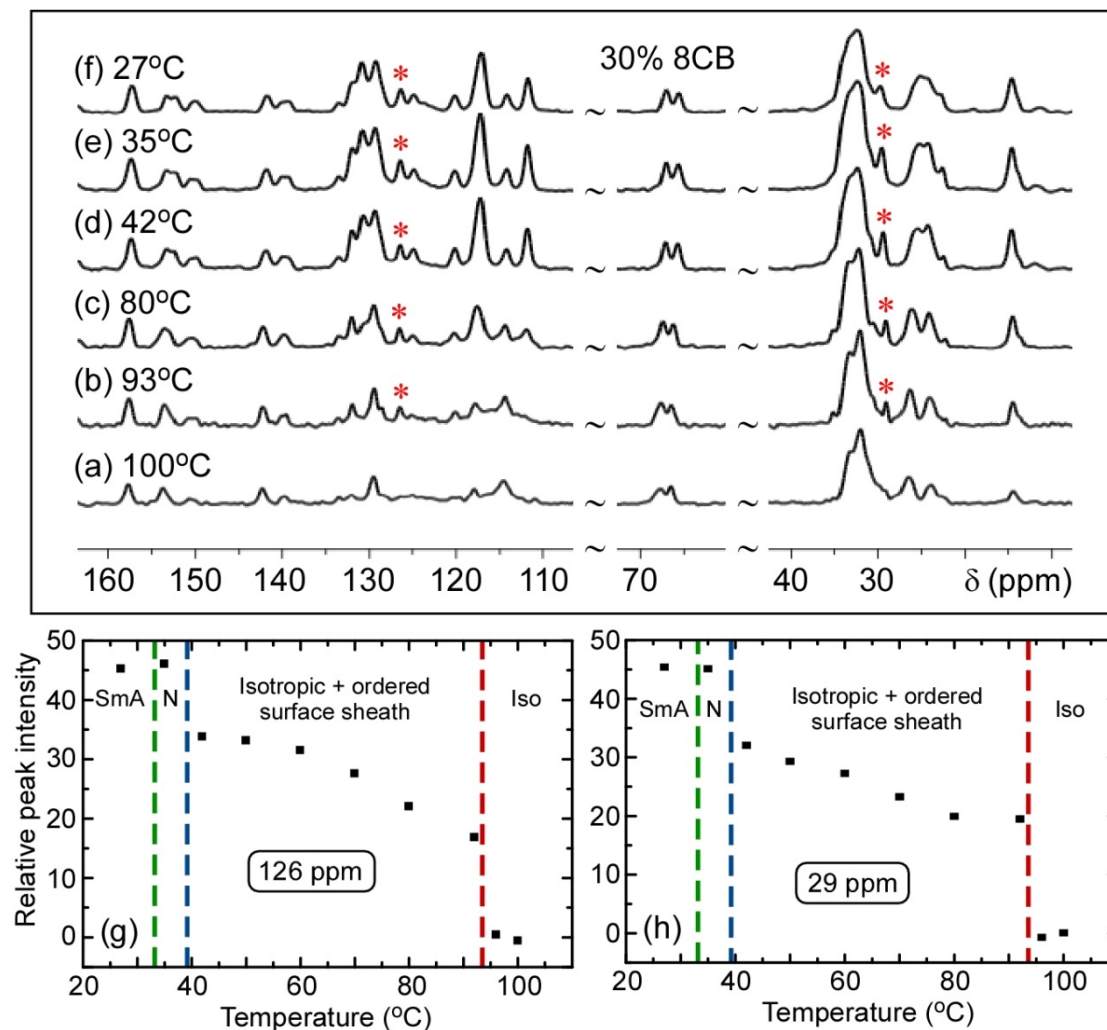 (f) 27°C * 30% 8CB *
(e) 35°C * ~ ~ *
(d) 42°C * ~ ~ *
(c) 80°C * ~ ~ *
(b) 93°C * ~ ~ *
(a) 100°C ~ ~
160 150 140 130 120 110 ~ 70 ~ 40 30 δ (ppm)
50
40
30
20
10
0
Relative peak intensity
SmA N Isotropic + ordered
surface sheath
Iso
126 ppm
(g)
20 40 60 80 100
Temperature (°C)
50
40
30
20
10
0
SmA N Isotropic + ordered
surface sheath
Iso
29 ppm
(h)
20 40 60 80 100
Temperature (°C)